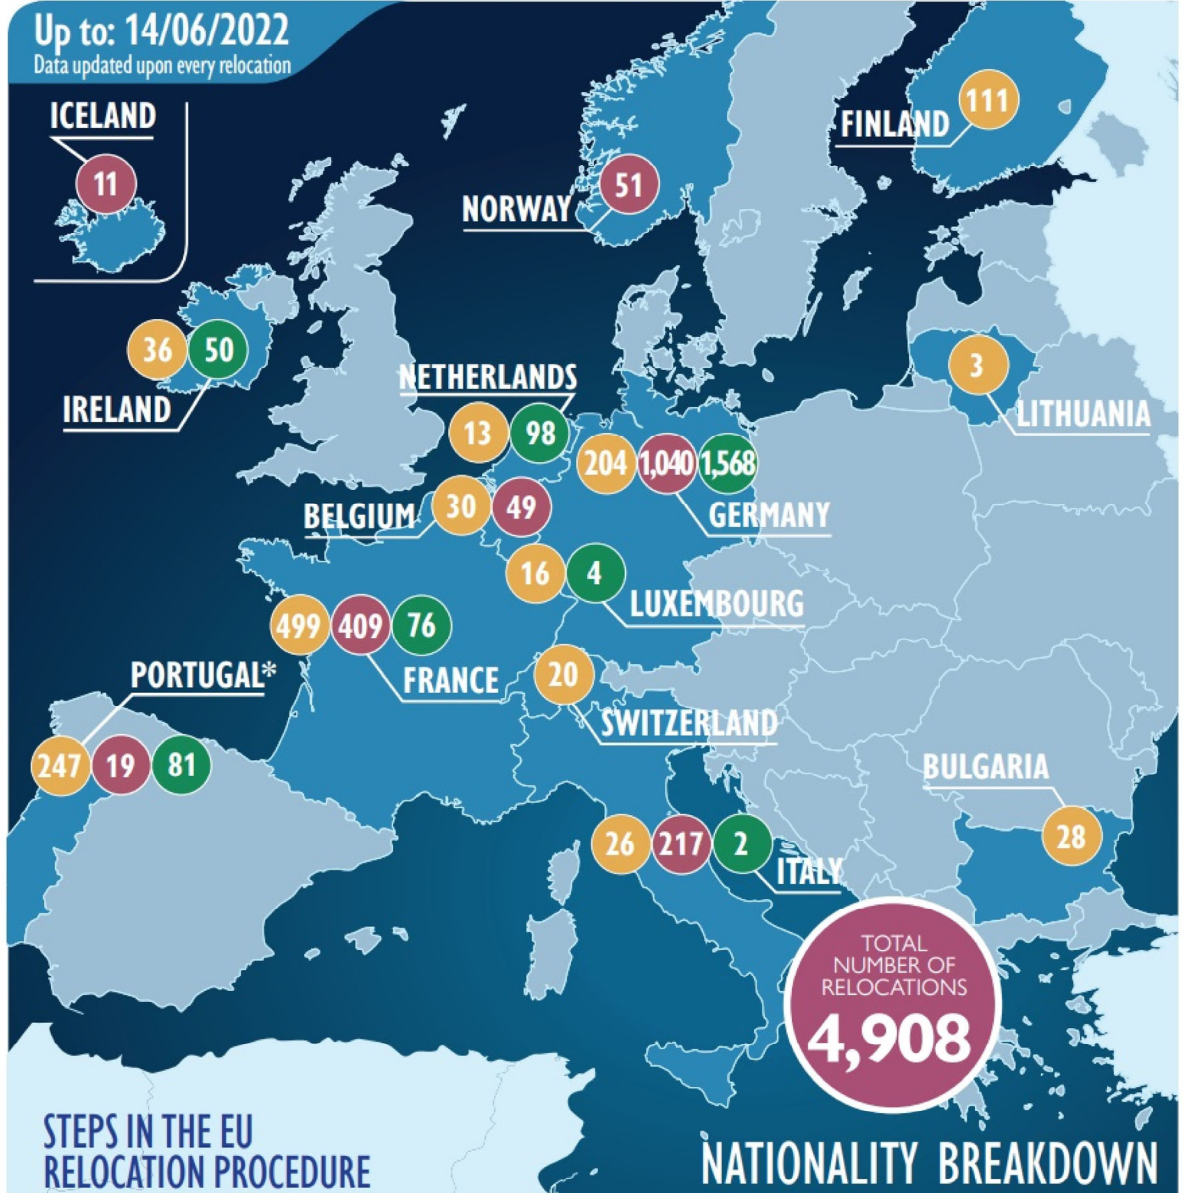 Up to: 14/06/2022
Data updated upon every relocation
ICELAND
11
FINLAND
111
NORWAY
51
36 50
IRELAND
NETHERLANDS
13 98
3
LITHUANIA
204 1,040 1,568
GERMANY
BELGIUM
30 49
16 4
LUXEMBOURG
499 409 76
FRANCE
PORTUGAL*
247 19 81
20
SWITZERLAND
BULGARIA
28
26 217 2
ITALY
TOTAL
NUMBER OF
RELOCATIONS
4,908
STEPS IN THE EU
RELOCATION PROCEDURE
NATIONALITY BREAKDOWN